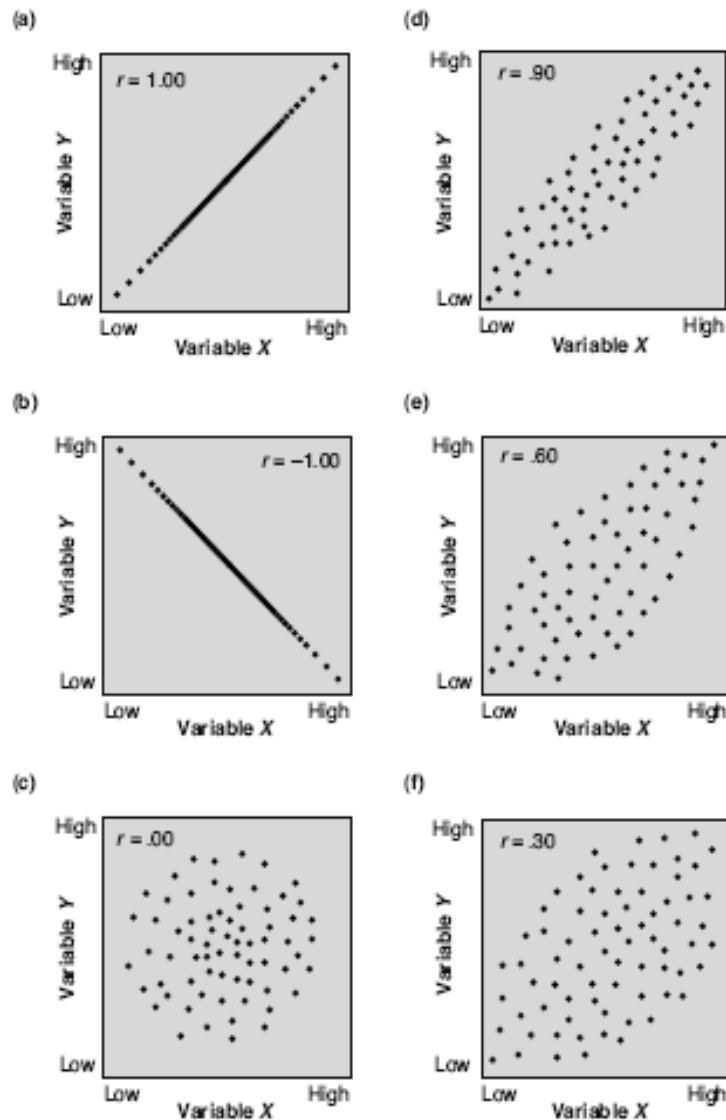 (a)
High
r = 1.00
Variable Y
Low
Low High
Variable X
(b)
High
r = –1.00
Variable Y
Low
Low High
Variable X
(c)
High
r = .00
Variable Y
Low
Low High
Variable X
(d)
High
r = .90
Variable Y
Low
Low High
Variable X
(e)
High
r = .60
Variable Y
Low
Low High
Variable X
(f)
High
r = .30
Variable Y
Low
Low High
Variable X